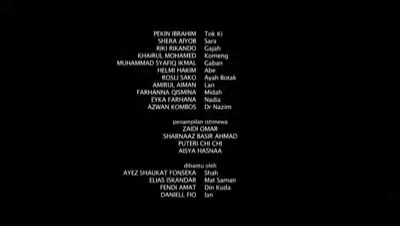 PEKIN IBRAHIM Tok Ki
SHERA AIYOB Sara
RIKI RIKANDO Gajah
KHAIRUL MOHAMED Komeng
MUHAMMAD SYAFIQ IKMAL Gaban
HELMI HAKIM Abe
ROSLI SAKO Ayah Botak
AMIRUL AIMAN Lan
FARHANNA QISMINA Midah
EYKA FARHANA Nadia
AZWAN KOMBOS Dr Nazim
penampilan istimewa
ZAIDI OMAR
SHARNAAZ BASIR AHMAD
PUTERI CHI CHI
AISYA HASNAA
dibantu oleh
AYEZ SHAUKAT FONSEKA Shah
ELIAS ISKANDAR Mat Saman
FENDI AMAT Din Kuda
DANIELL FIO Jan